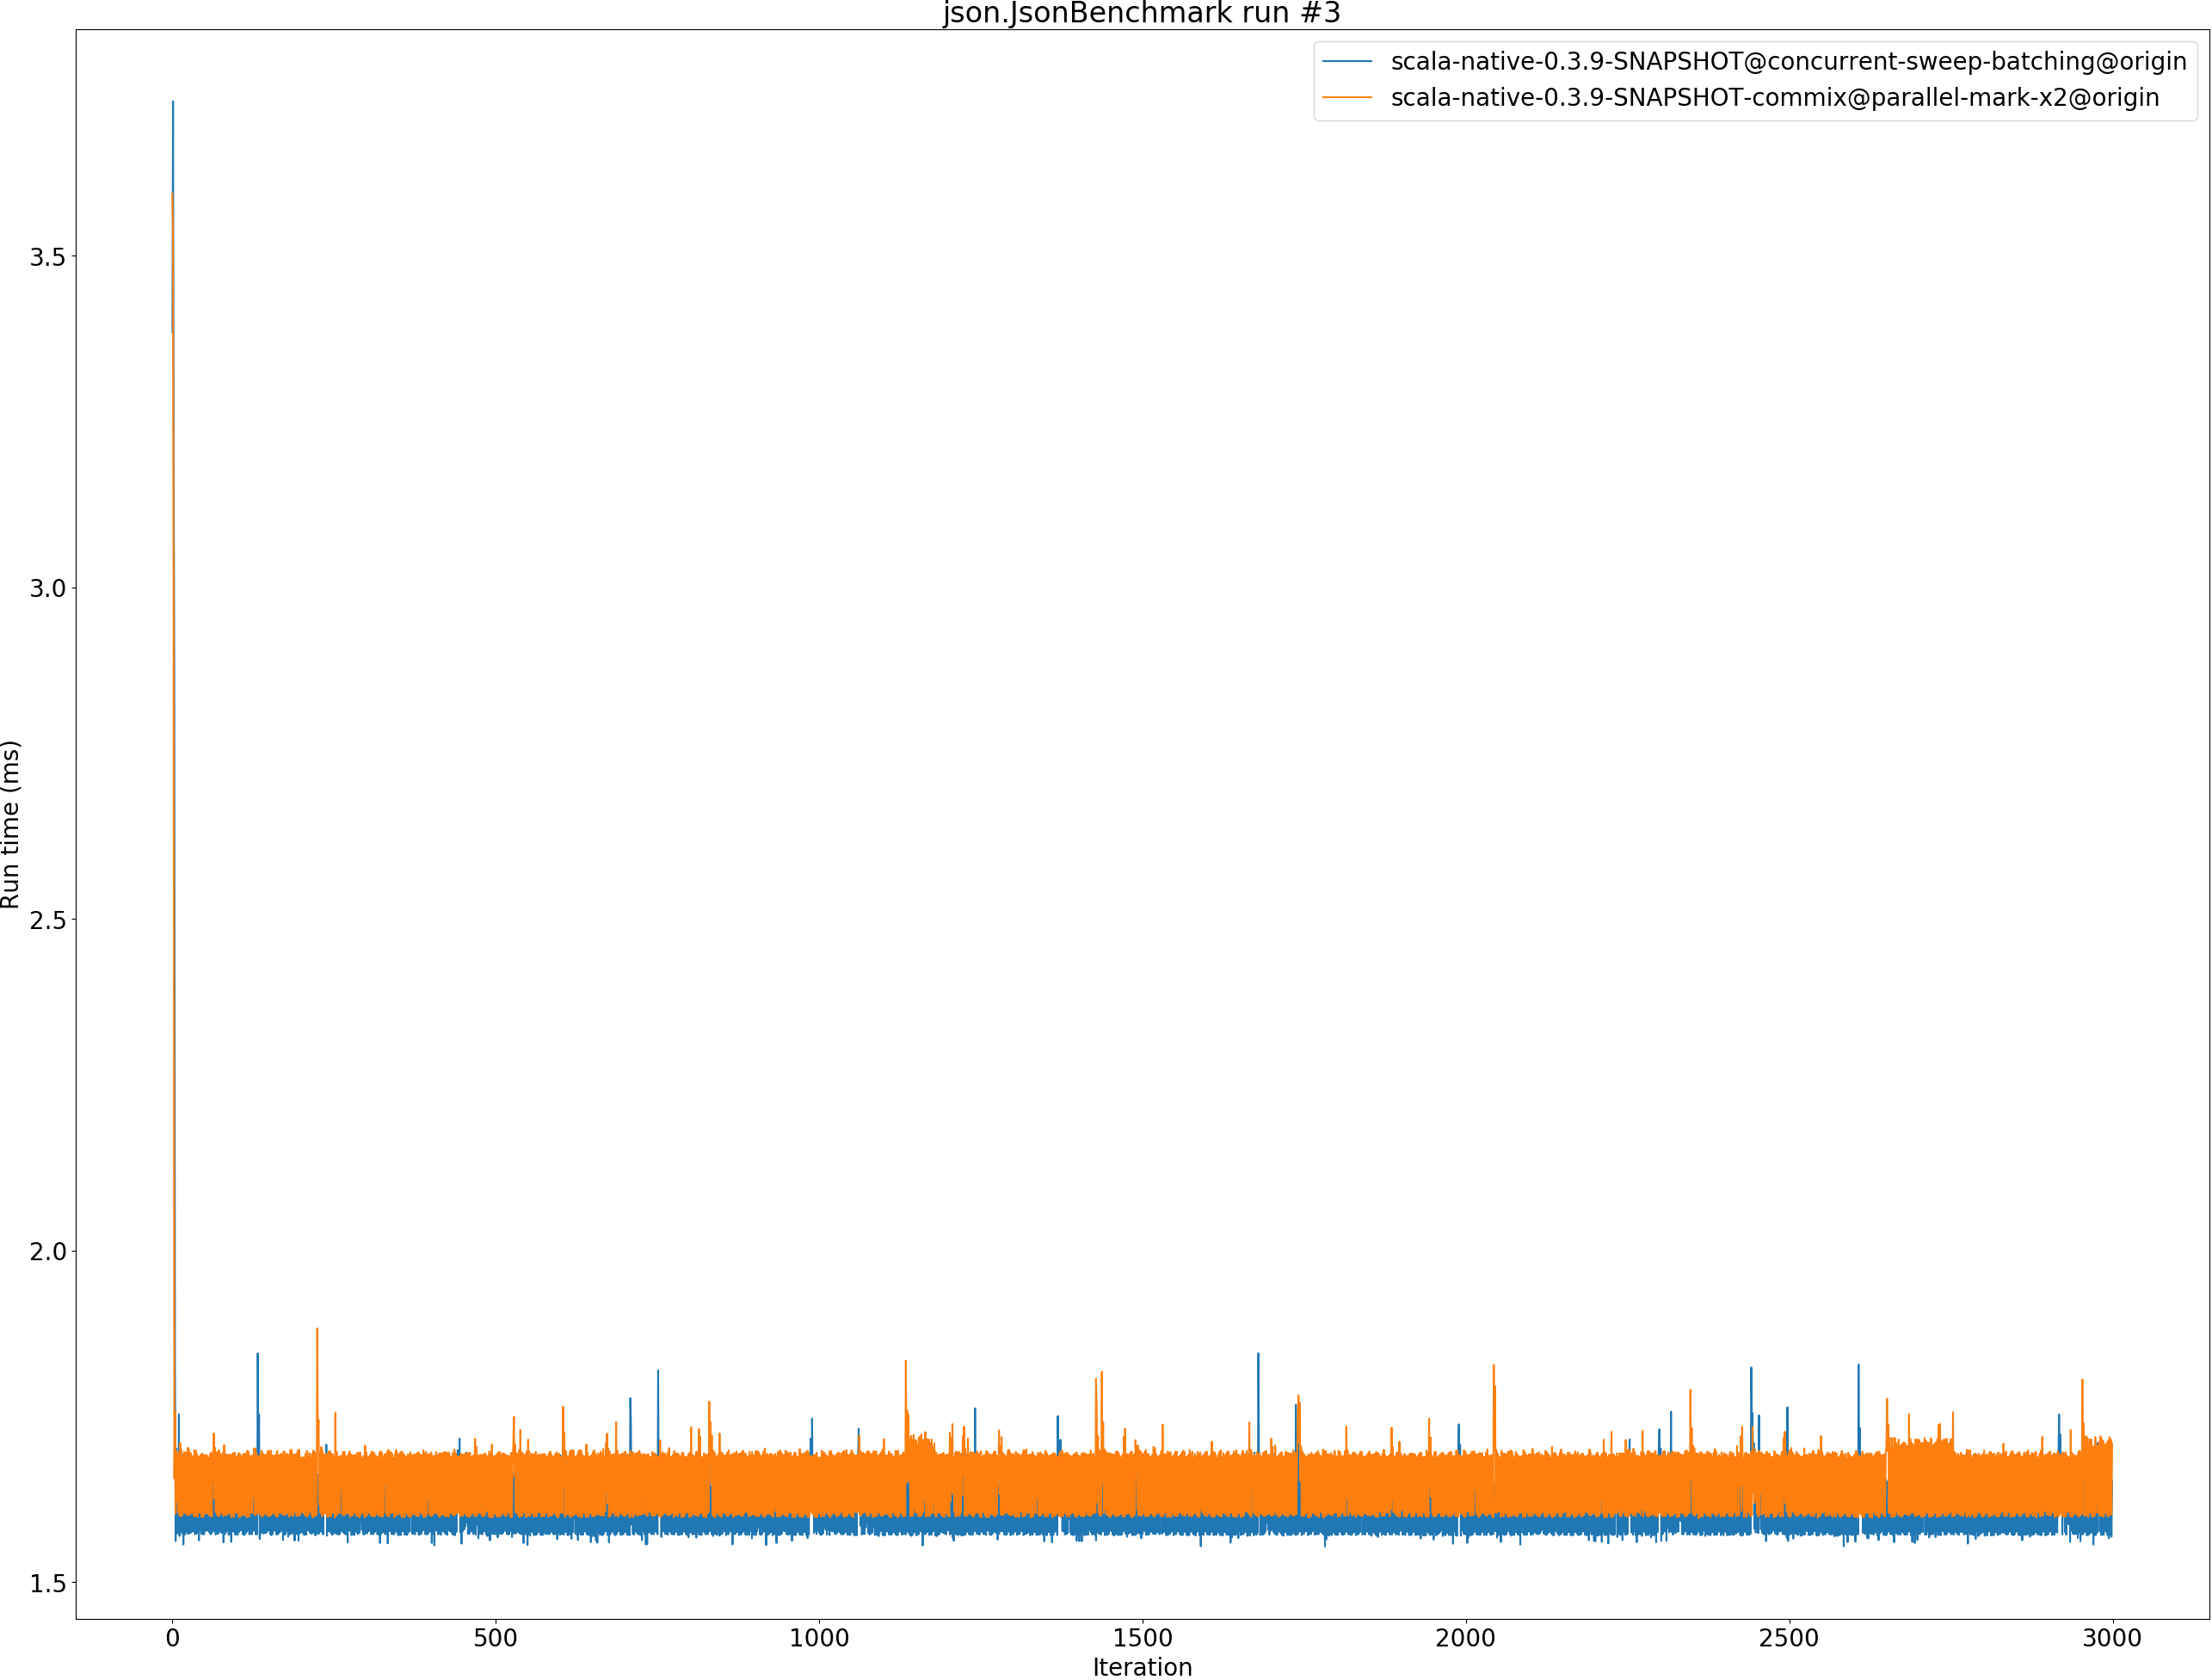 json.JsonBenchmark run #3
scala-native-0.3.9-SNAPSHOT@concurrent-sweep-batching@origin
scala-native-0.3.9-SNAPSHOT-commix@parallel-mark-x2@origin
Run time (ms)
3.5
3.0
2.5
2.0
1.5
0 500 1000 1500 2000 2500 3000
Iteration